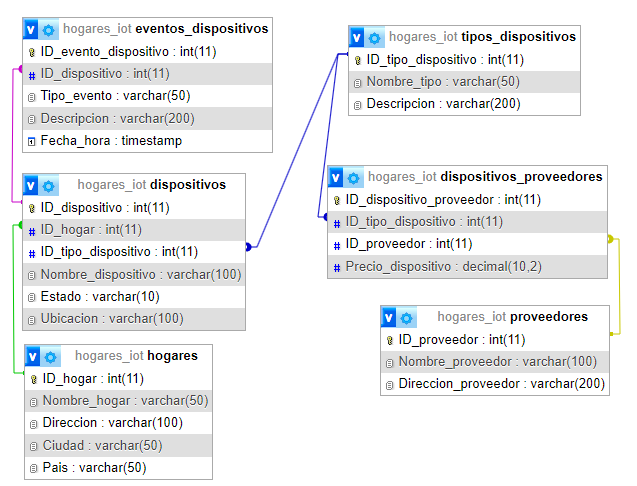 hogares_iot eventos_dispositivos
ID_evento_dispositivo : int(11)
ID_dispositivo : int(11)
Tipo_evento : varchar(50)
Descripcion : varchar(200)
Fecha_hora : timestamp
hogares_iot tipos_dispositivos
ID_tipo_dispositivo : int(11)
Nombre_tipo : varchar(50)
Descripcion : varchar(200)
hogares_iot dispositivos
ID_dispositivo : int(11)
ID_hogar : int(11)
ID_tipo_dispositivo : int(11)
Nombre_dispositivo : varchar(100)
Estado : varchar(10)
Ubicacion : varchar(100)
hogares_iot dispositivos_proveedores
ID_dispositivo_proveedor : int(11)
ID_tipo_dispositivo : int(11)
ID_proveedor : int(11)
Precio_dispositivo : decimal(10,2)
hogares_iot proveedores
ID_proveedor : int(11)
Nombre_proveedor : varchar(100)
Direccion_proveedor : varchar(200)
hogares_iot hogares
ID_hogar : int(11)
Nombre_hogar : varchar(50)
Direccion : varchar(100)
Ciudad : varchar(50)
Pais : varchar(50)